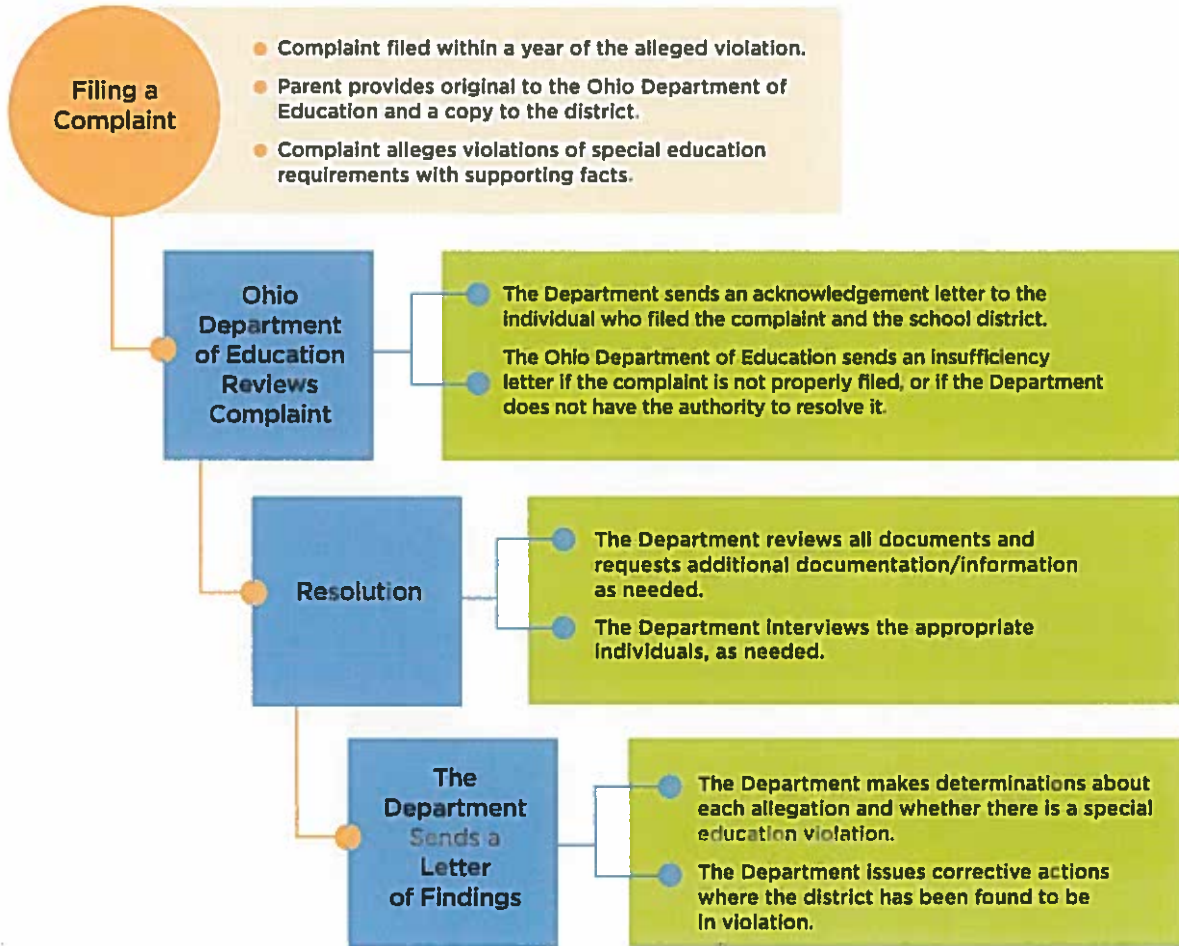 Filing a
Complaint
Complaint filed within a year of the alleged violation.
Parent provides original to the Ohio Department of
Education and a copy to the district.
Complaint alleges violations of special education
requirements with supporting facts.
Ohio
Department
of Education
Reviews
Complaint
The Department sends an acknowledgement letter to the
individual who filed the complaint and the school district.
The Ohio Department of Education sends an insufficiency
letter if the complaint is not properly filed, or if the Department
does not have the authority to resolve it.
Resolution
The Department reviews all documents and
requests additional documentation/information
as needed.
The Department interviews the appropriate
individuals, as needed.
The
Department
Sends a
Letter
of Findings
The Department makes determinations about
each allegation and whether there is a special
education violation.
The Department issues corrective actions
where the district has been found to be
in violation.